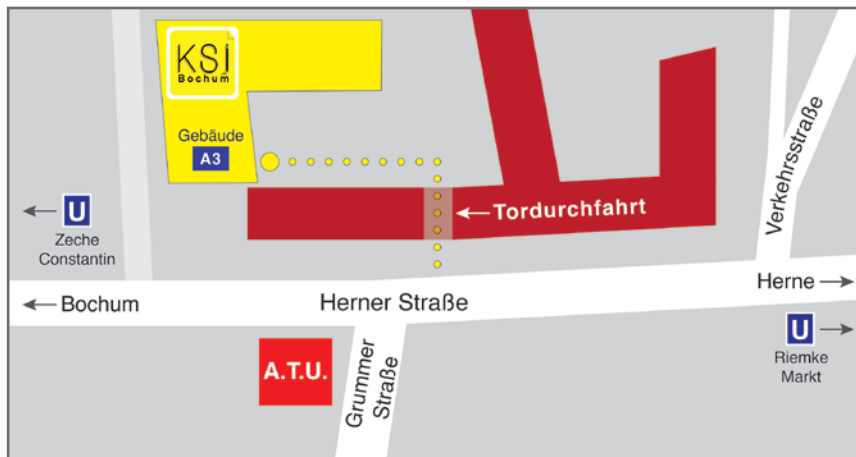 KSI
Bochum
Gebäude
A3
Tordurchfahrt
Verkehrsstraße
U
Zeche
Constantin
Bochum
Herner Straße
Herne
A.T.U.
Grummer
Straße
U
Riemke
Markt